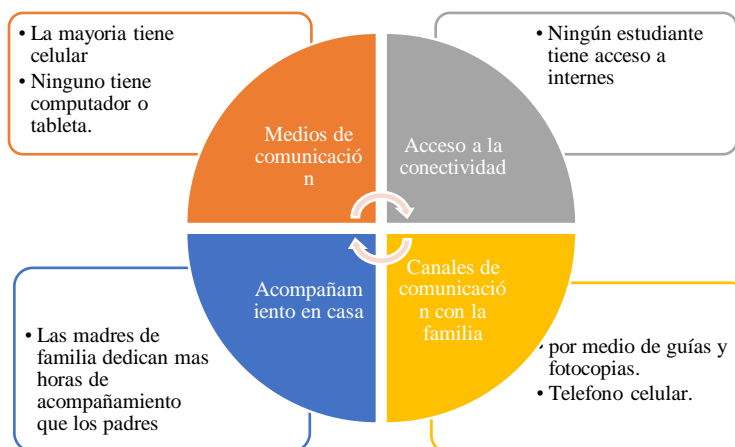 • La mayoria tiene
celular
• Ninguno tiene
computador o
tableta.
• Ningún estudiante
tiene acceso a
internes
Medios de
comunicació
n
Acceso a la
conectividad
Acompañam
iento en casa
Canales de
comunicació
n con la
familia
• Las madres de
familia dedican mas
horas de
acompañamiento
que los padres
• por medio de guías y
fotocopias.
• Telefono celular.